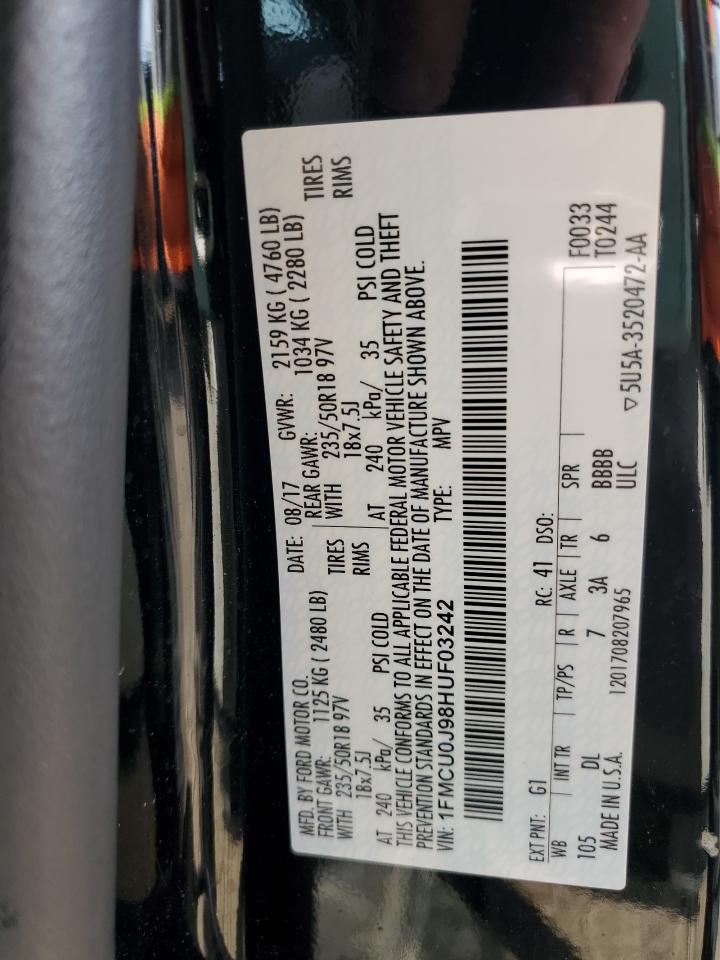 MFD. BY FORD MOTOR CO.
DATE: 08/17 GVWR: 2159 KG ( 4760 LB)
FRONT GAWR: 1125 KG ( 2480 LB)
REAR GAWR: 1034 KG ( 2280 LB)
WITH 235/50R18 97V TIRES
WITH 235/50R18 97V TIRES
18x7.5J RIMS
18x7.5J RIMS
AT 240 kPa/ 35 PSI COLD
AT 240 kPa/ 35 PSI COLD
THIS VEHICLE CONFORMS TO ALL APPLICABLE FEDERAL MOTOR VEHICLE SAFETY AND THEFT
PREVENTION STANDARDS IN EFFECT ON THE DATE OF MANUFACTURE SHOWN ABOVE.
VIN: 1FMCU0J98HUF03242 TYPE: MPV
EXT PNT: G1 RC: 41 DSO:
WB INT TR TP/PS R AXLE TR SPR F0033
105 DL 7 3A 6 BBBB T0244
MADE IN U.S.A. 1201708207965 ULC ▽ 5U5A-3520472-AA